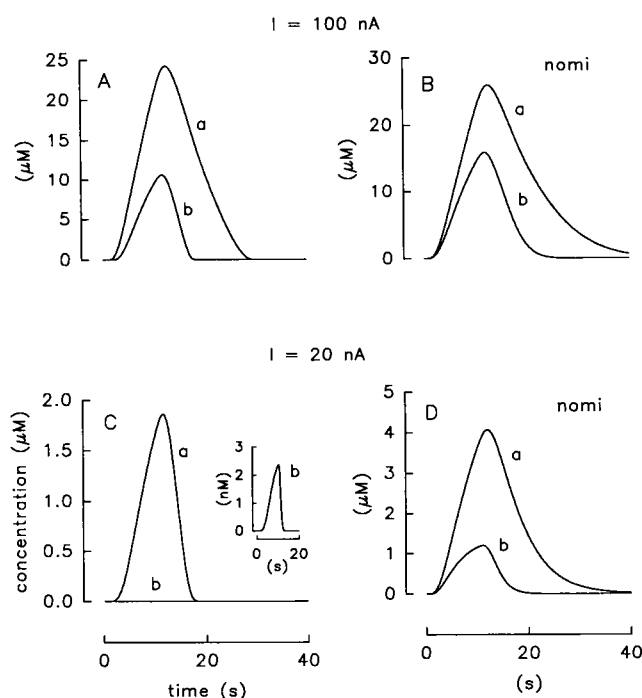 I = 100 nA
A
25
20
15
10
5
0
(μM)
a
b
B
nomi
30
20
10
0
(μM)
a
b
I = 20 nA
C
2.0
1.5
1.0
0.5
0.0
concentration (μM)
a
b
3
2
1
0
(nM)
b
0 20
(s)
D
nomi
5
4
3
2
1
0
(μM)
a
b
0 20 40
time (s)
0 20 40
(s)